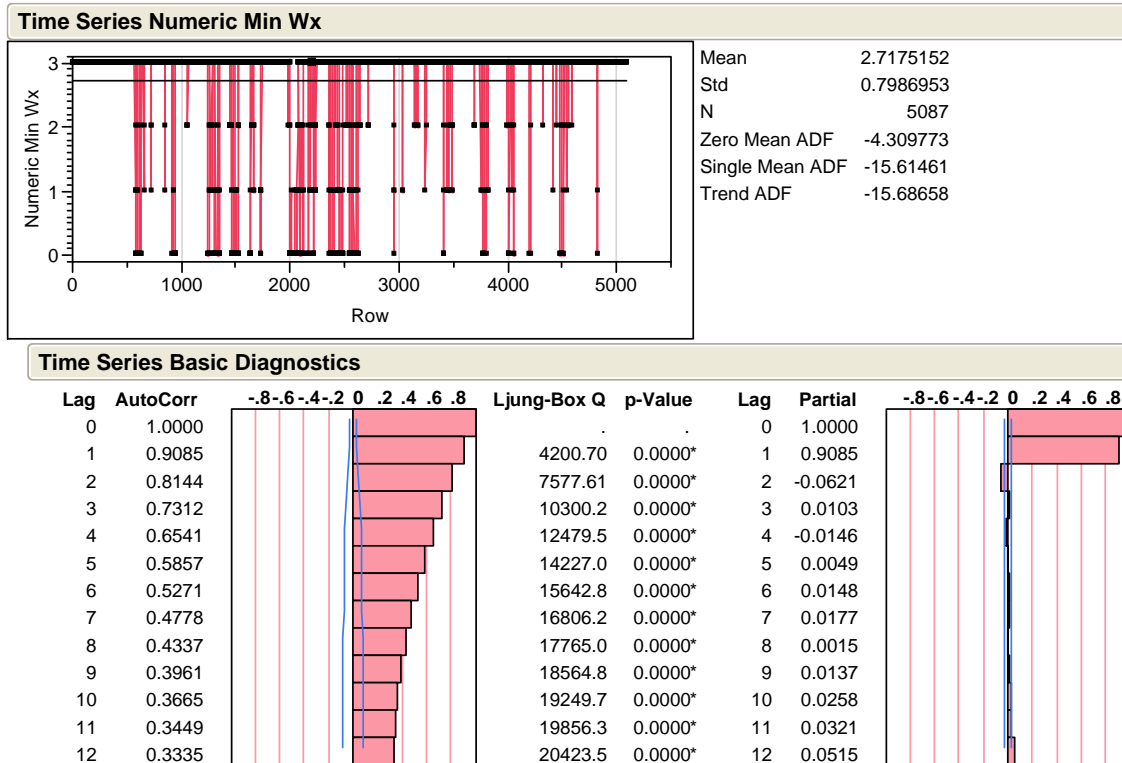 Time Series Numeric Min Wx
Numeric Min Wx
3
2
1
0
0 1000 2000 3000 4000 5000
Row
Mean 2.7175152
Std 0.7986953
N 5087
Zero Mean ADF -4.309773
Single Mean ADF -15.61461
Trend ADF -15.68658
Time Series Basic Diagnostics
Lag AutoCorr -.8-.6-.4-.2 0 .2 .4 .6 .8 Ljung-Box Q p-Value Lag Partial -.8-.6-.4-.2 0 .2 .4 .6 .8
0 1.0000 . . 0 1.0000
1 0.9085 4200.70 0.0000* 1 0.9085
2 0.8144 7577.61 0.0000* 2 -0.0621
3 0.7312 10300.2 0.0000* 3 0.0103
4 0.6541 12479.5 0.0000* 4 -0.0146
5 0.5857 14227.0 0.0000* 5 0.0049
6 0.5271 15642.8 0.0000* 6 0.0148
7 0.4778 16806.2 0.0000* 7 0.0177
8 0.4337 17765.0 0.0000* 8 0.0015
9 0.3961 18564.8 0.0000* 9 0.0137
10 0.3665 19249.7 0.0000* 10 0.0258
11 0.3449 19856.3 0.0000* 11 0.0321
12 0.3335 20423.5 0.0000* 12 0.0515